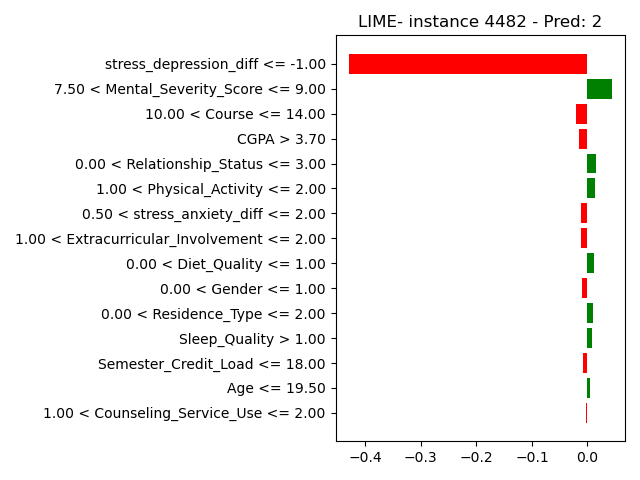 LIME- instance 4482 - Pred: 2
stress_depression_diff <= -1.00
7.50 < Mental_Severity_Score <= 9.00
10.00 < Course <= 14.00
CGPA > 3.70
0.00 < Relationship_Status <= 3.00
1.00 < Physical_Activity <= 2.00
0.50 < stress_anxiety_diff <= 2.00
1.00 < Extracurricular_Involvement <= 2.00
0.00 < Diet_Quality <= 1.00
0.00 < Gender <= 1.00
0.00 < Residence_Type <= 2.00
Sleep_Quality > 1.00
Semester_Credit_Load <= 18.00
Age <= 19.50
1.00 < Counseling_Service_Use <= 2.00
−0.4 −0.3 −0.2 −0.1 0.0